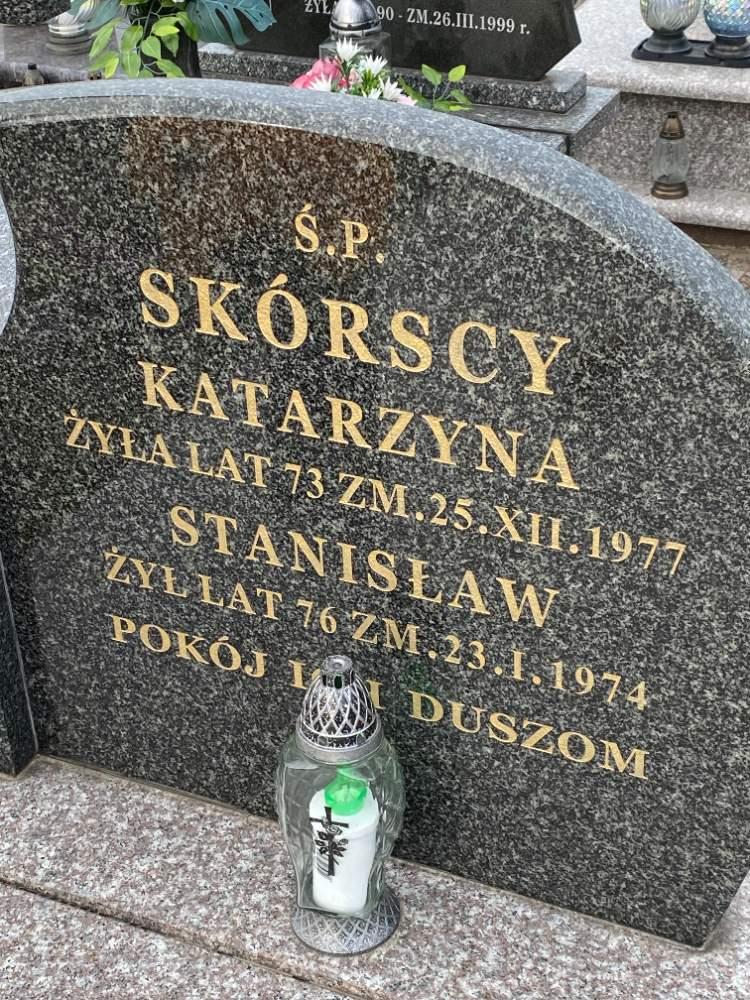 ŻYŁ 90 - ZM.26.III.1999 r.
Ś.P.
SKÓRSCY
KATARZYNA
ŻYŁA LAT 73 ZM.25.XII.1977
STANISŁAW
ŻYŁ LAT 76 ZM.23.I.1974
POKÓJ DUSZOM